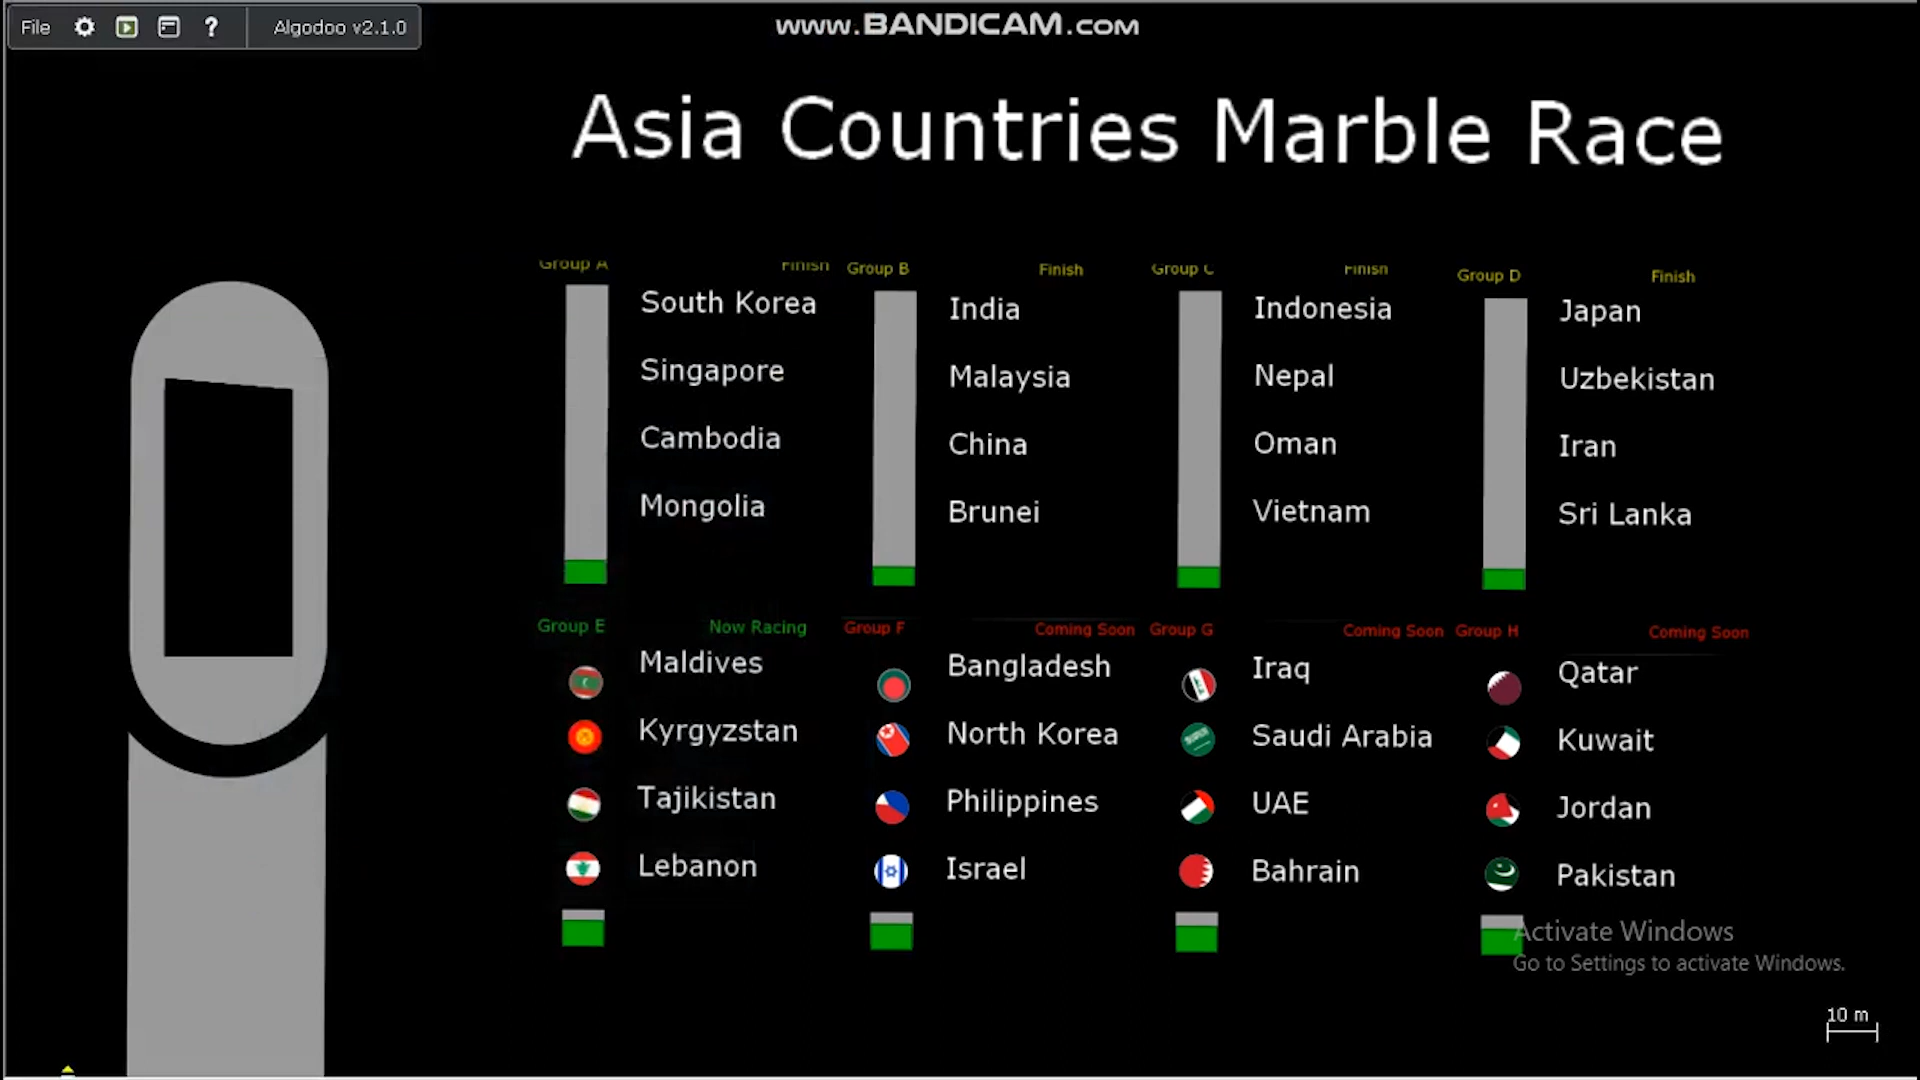 File ? Algodoo v2.1.0
www.BANDICAM.com
Asia Countries Marble Race
Group A Finish
South Korea
Singapore
Cambodia
Mongolia
Group B Finish
India
Malaysia
China
Brunei
Group C Finish
Indonesia
Nepal
Oman
Vietnam
Group D Finish
Japan
Uzbekistan
Iran
Sri Lanka
Group E Now Racing
Maldives
Kyrgyzstan
Tajikistan
Lebanon
Group F Coming Soon
Bangladesh
North Korea
Philippines
Israel
Group G Coming Soon
Iraq
Saudi Arabia
UAE
Bahrain
Group H Coming Soon
Qatar
Kuwait
Jordan
Pakistan
Activate Windows
Go to Settings to activate Windows.
10 m